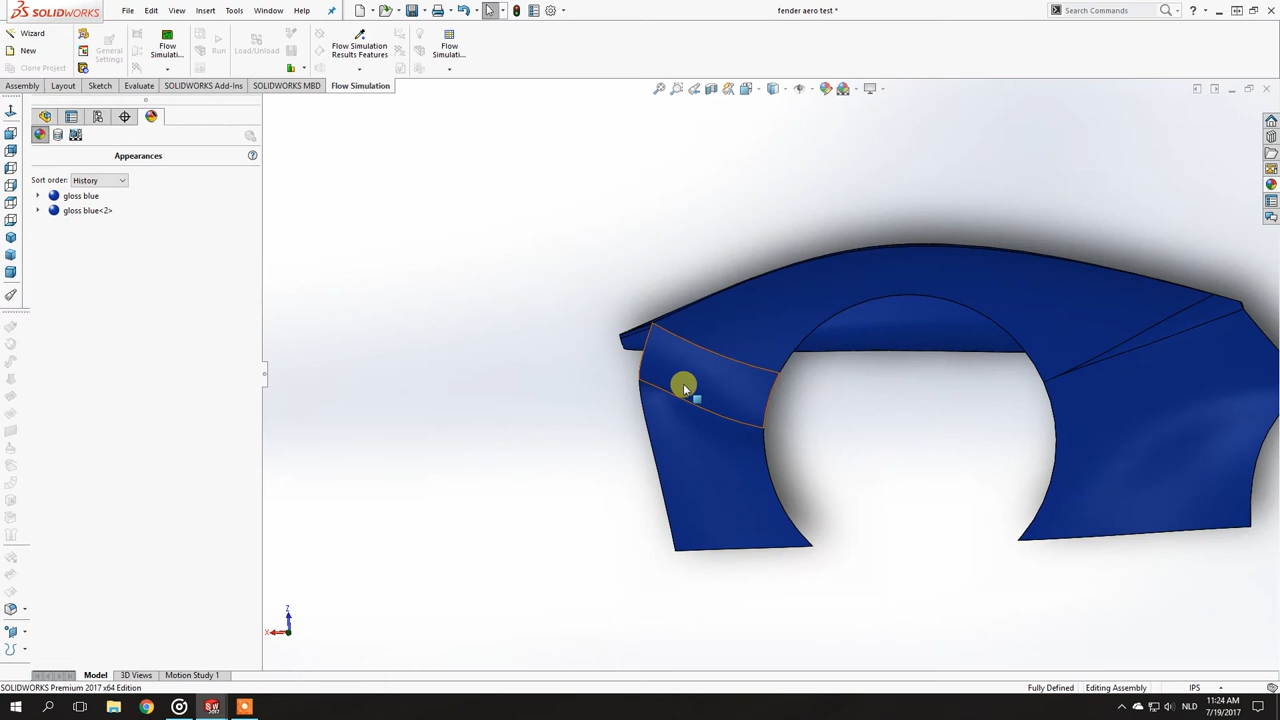 SOLIDWORKS File Edit View Insert Tools Window Help fender aero test * Search Commands
Wizard
New
Clone Project
General Settings
Flow Simulati...
Run
Load/Unload
Flow Simulation Results Features
Flow Simulati...
Assembly Layout Sketch Evaluate SOLIDWORKS Add-Ins SOLIDWORKS MBD Flow Simulation
Appearances
Sort order: History
gloss blue
gloss blue<2>
Z
X
Model 3D Views Motion Study 1
SOLIDWORKS Premium 2017 x64 Edition Fully Defined Editing Assembly IPS
NLD 11:24 AM
7/19/2017